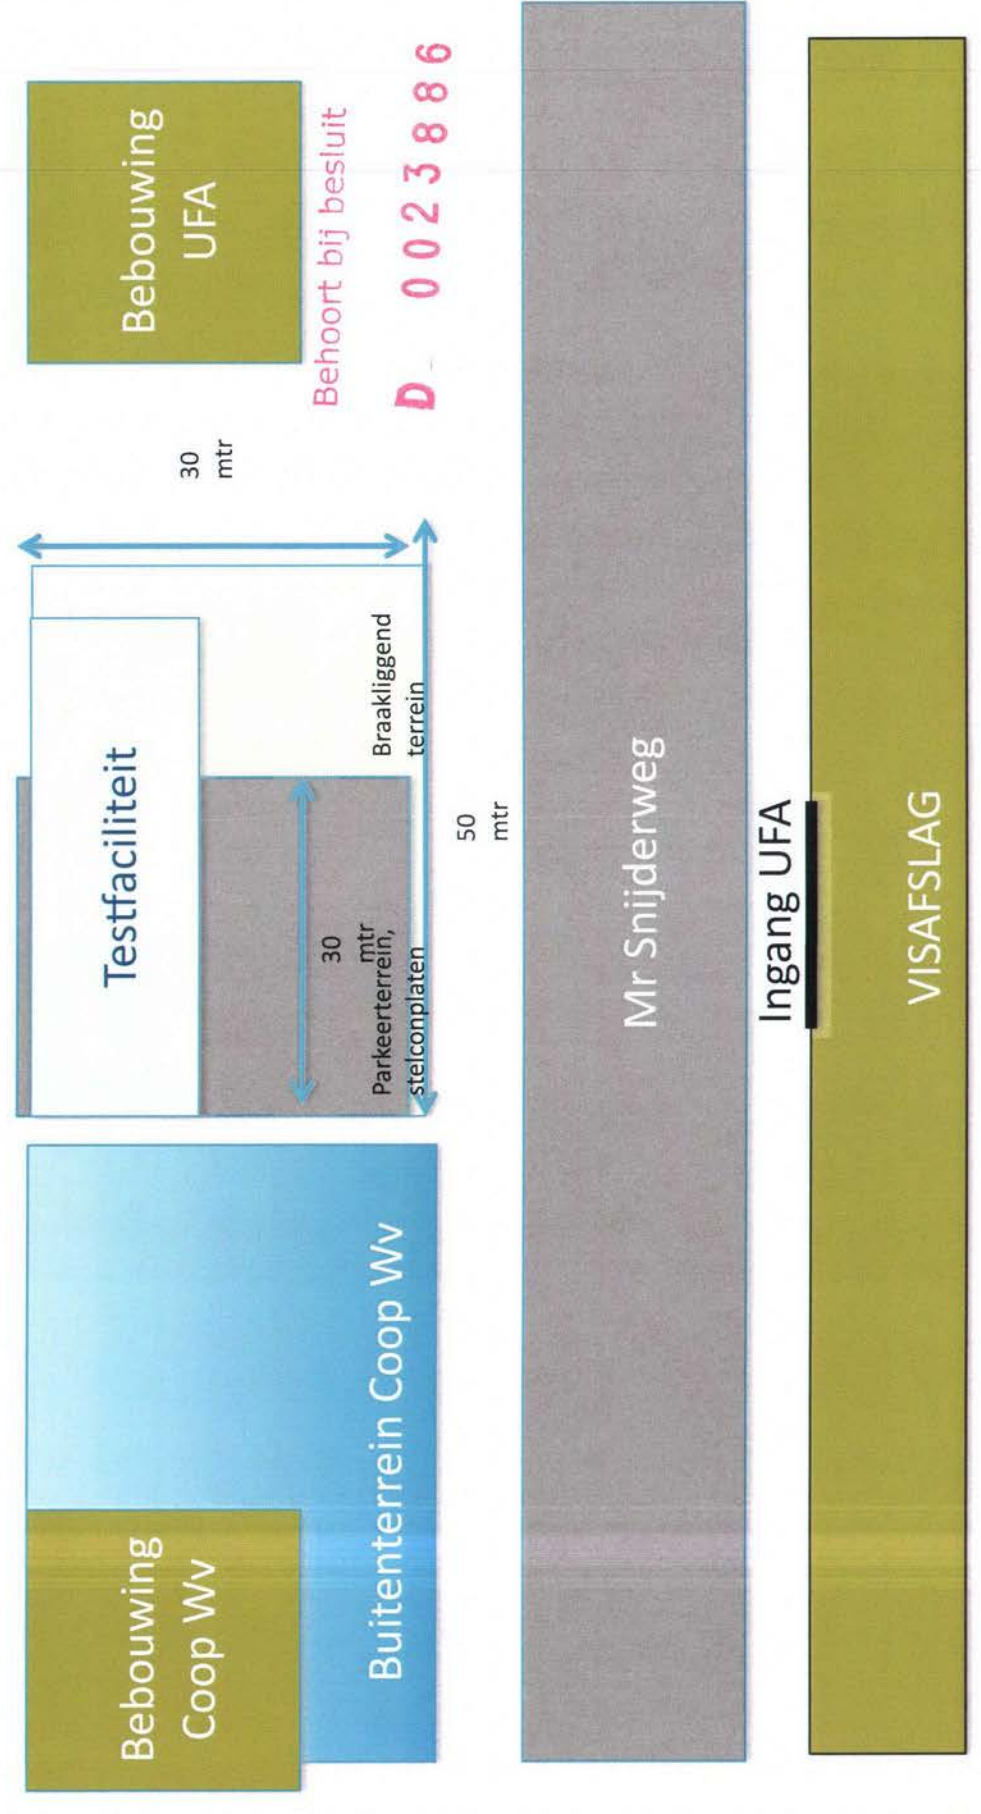 Bebouwing
Coop Wv
Buitenterrein Coop Wv
Testfaciliteit
30
mtr
Parkeerterrein,
stelconplaten
Braakliggend
terrein
50
mtr
30
mtr
Bebouwing
UFA
Behoort bij besluit
D 0023886
Mr Snijderweg
Ingang UFA
VISAFSLAG